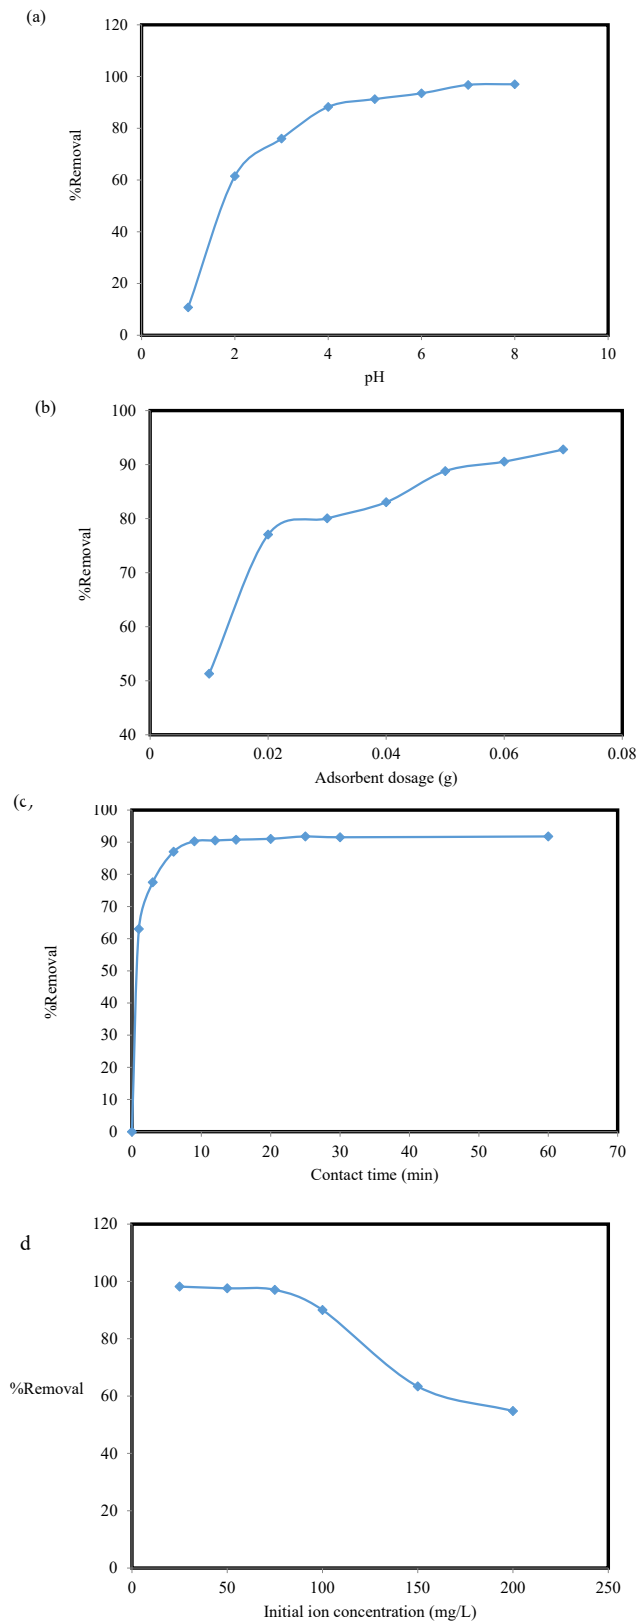 (a)
120
100
80
60
40
20
0
%Removal
0 2 4 6 8 10
pH
(b)
100
90
80
70
60
50
40
%Removal
0 0.02 0.04 0.06 0.08
Adsorbent dosage (g)
(c)
100
90
80
70
60
50
40
30
20
10
0
%Removal
0 10 20 30 40 50 60 70
Contact time (min)
d
120
100
80
60
40
20
0
%Removal
0 50 100 150 200 250
Initial ion concentration (mg/L)